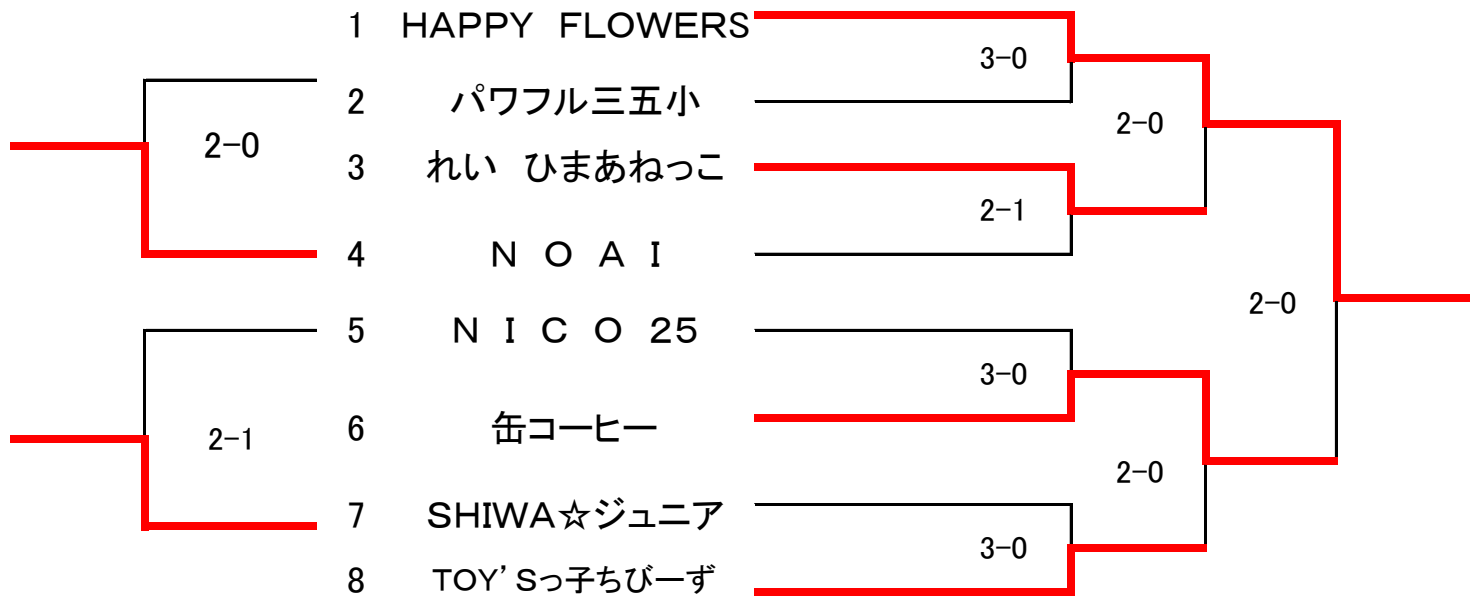 1 HAPPY FLOWERS
3-0
2 パワフル三五小
2-0
2-0
3 れい ひまあねっこ
2-1
4 ＮＯＡＩ
2-0
5 ＮＩＣＯ 25
3-0
6 缶コーヒー
2-1
2-0
7 SHIWA☆ジュニア
3-0
8 TOY'Sっ子ちびーず